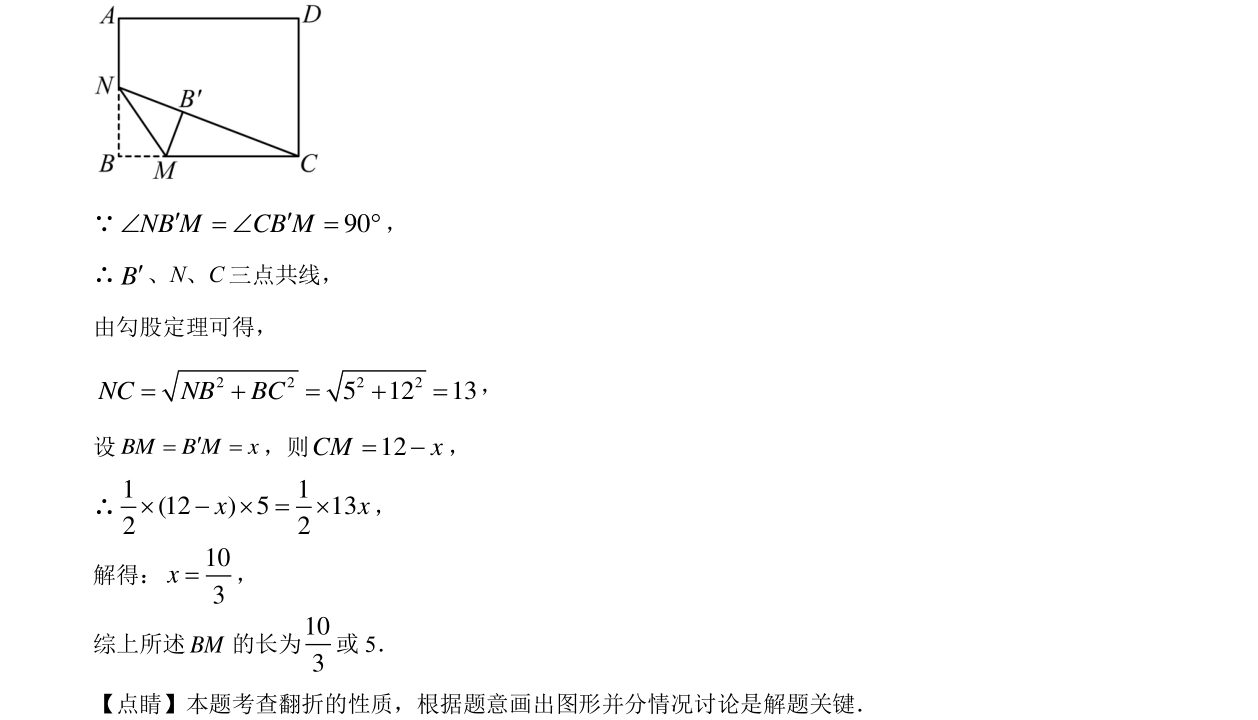 A D
N B′
B M C
∵ ∠NB′M = ∠CB′M = 90°，
∴ B′、N、C 三点共线，
由勾股定理可得，
NC = √(NB² + BC²) = √(5² + 12²) = 13，
设 BM = B′M = x，则 CM = 12 − x，
∴ 1/2 × (12 − x) × 5 = 1/2 × 13x，
解得：x = 10/3，
综上所述 BM 的长为 10/3 或 5．
【点睛】本题考查翻折的性质，根据题意画出图形并分情况讨论是解题关键．